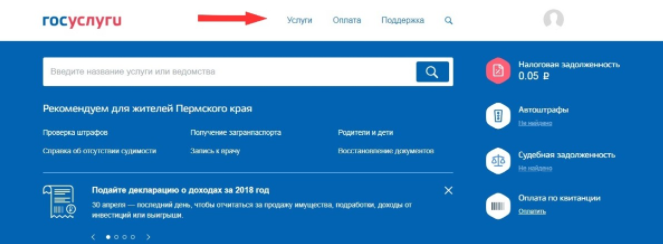 госуслуги
Услуги Оплата Поддержка
Введите название услуги или ведомства
Рекомендуем для жителей Пермского края
Проверка штрафов Получение загранпаспорта Родители и дети
Справка об отсутствии судимости Запись к врачу Восстановление документов
Подайте декларацию о доходах за 2018 год
30 апреля — последний день, чтобы отчитаться за продажу имущества, подработки, доходы от
инвестиций или выигрыши.
Налоговая задолженность
0.05 ₽
Автоштрафы
Не найдено
Судебная задолженность
Не найдено
Оплата по квитанции
Оплатить